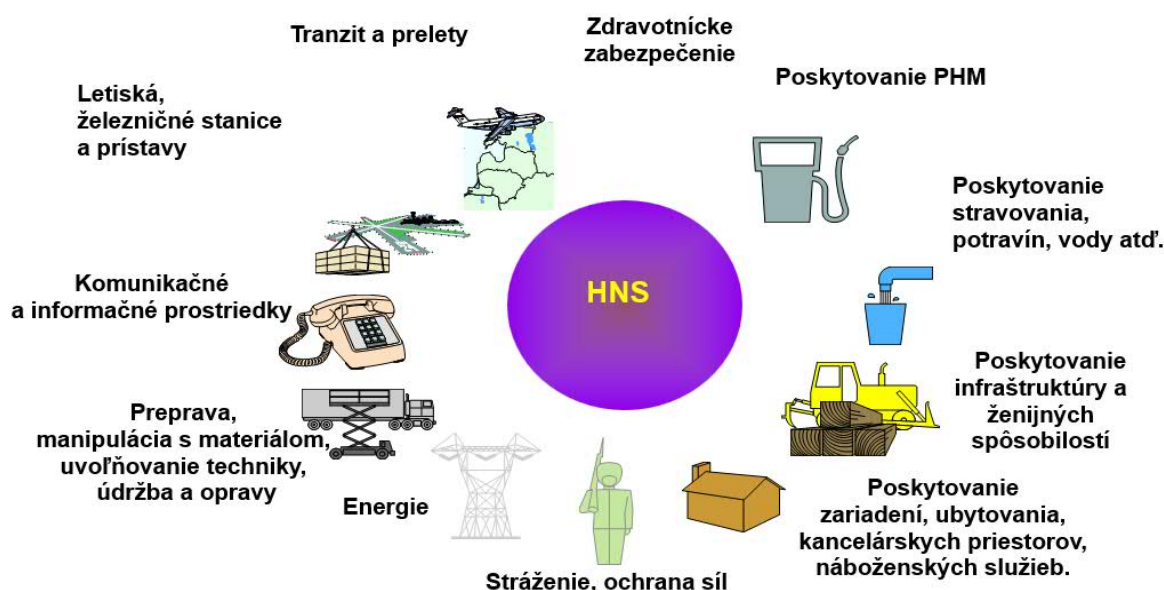 Tranzit a prelety
Zdravotnícke
zabezpečenie
Poskytovanie PHM
Letiská,
železničné stanice
a prístavy
Poskytovanie
stravovania,
potravín, vody atď.
HNS
Komunikačné
a informačné prostriedky
Poskytovanie
infraštruktúry a
ženijných
spôsobilostí
Preprava,
manipulácia s materiálom,
uvoľňovanie techniky,
údržba a opravy
Energie
Poskytovanie
zariadení, ubytovania,
kancelárskych priestorov,
náboženských služieb.
Stráženie, ochrana síl